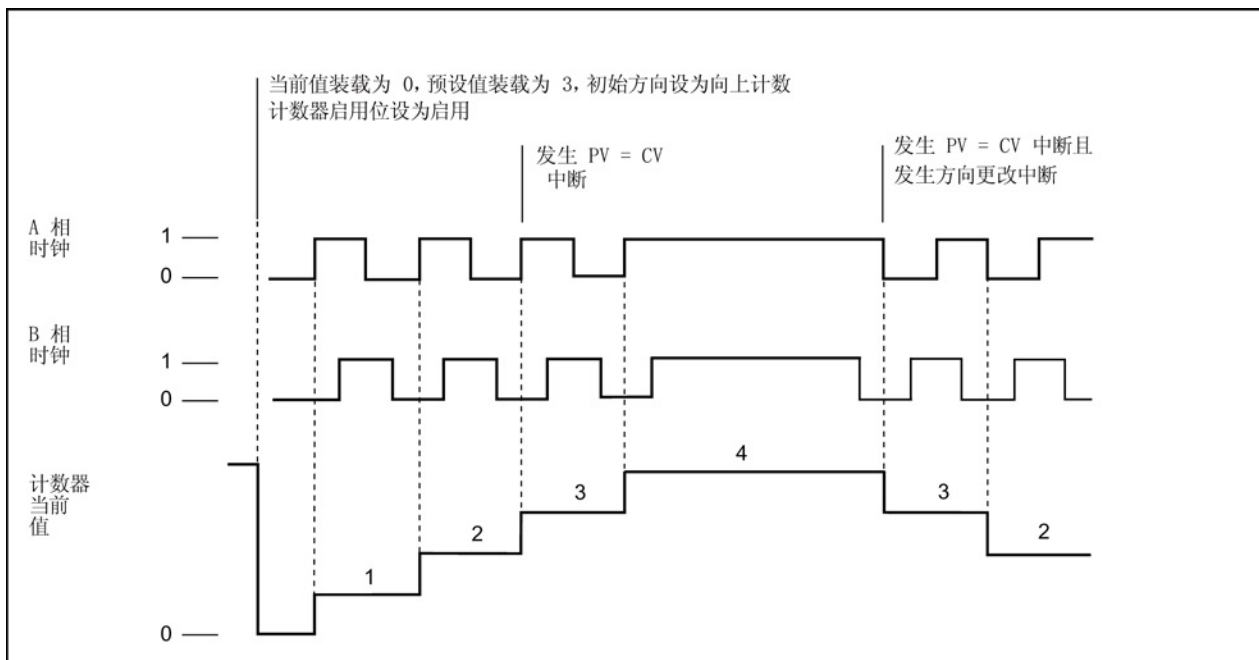 当前值装载为 0, 预设值装载为 3, 初始方向设为向上计数
计数器启用位设为启用
发生 PV = CV
中断
发生 PV = CV 中断且
发生方向更改中断
A 相
时钟
1
0
B 相
时钟
1
0
计数器
当前
值
0
1
2
3
4
3
2